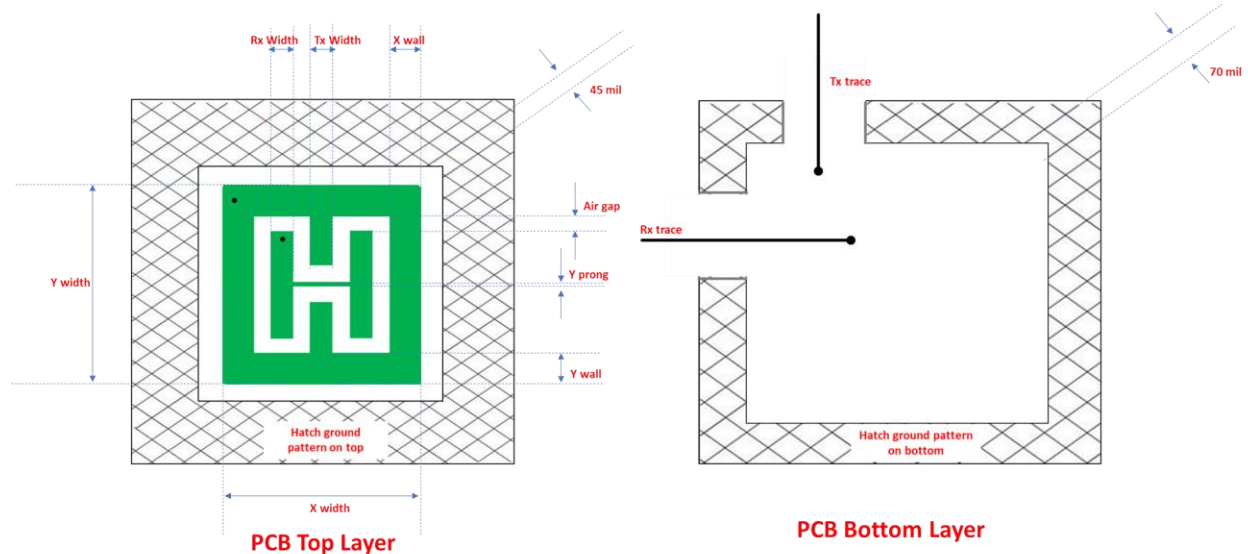 Rx Width
Tx Width
X wall
45 mil
Air gap
Y prong
Y width
Y wall
Hatch ground
pattern on top
X width
PCB Top Layer
Tx trace
70 mil
Rx trace
Hatch ground pattern
on bottom
PCB Bottom Layer